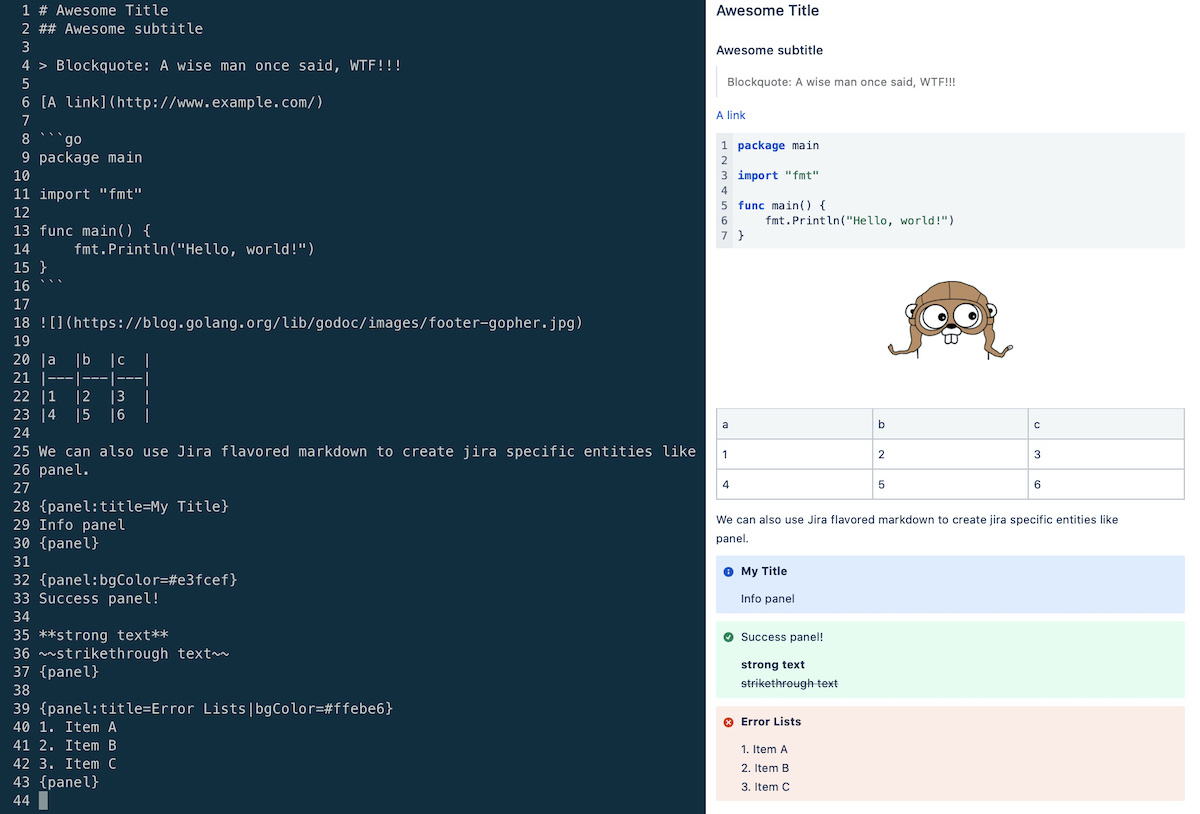 1 # Awesome Title
2 ## Awesome subtitle
3
4 > Blockquote: A wise man once said, WTF!!!
5
6 [A link](http://www.example.com/)
7
8 ```go
9 package main
10
11 import "fmt"
12
13 func main() {
14     fmt.Println("Hello, world!")
15 }
16 ```
17
18 ![](https://blog.golang.org/lib/godoc/images/footer-gopher.jpg)
19
20 |a  |b  |c  |
21 |---|---|---|
22 |1  |2  |3  |
23 |4  |5  |6  |
24
25 We can also use Jira flavored markdown to create jira specific entities like
26 panel.
27
28 {panel:title=My Title}
29 Info panel
30 {panel}
31
32 {panel:bgColor=#e3fcef}
33 Success panel!
34
35 **strong text**
36 ~~strikethrough text~~
37 {panel}
38
39 {panel:title=Error Lists|bgColor=#ffebe6}
40 1. Item A
41 2. Item B
42 3. Item C
43 {panel}
44
Awesome Title
Awesome subtitle
Blockquote: A wise man once said, WTF!!!
A link
1 package main
2
3 import "fmt"
4
5 func main() {
6     fmt.Println("Hello, world!")
7 }
a b c
1 2 3
4 5 6
We can also use Jira flavored markdown to create jira specific entities like
panel.
My Title
Info panel
Success panel!
strong text
strikethrough text
Error Lists
1. Item A
2. Item B
3. Item C